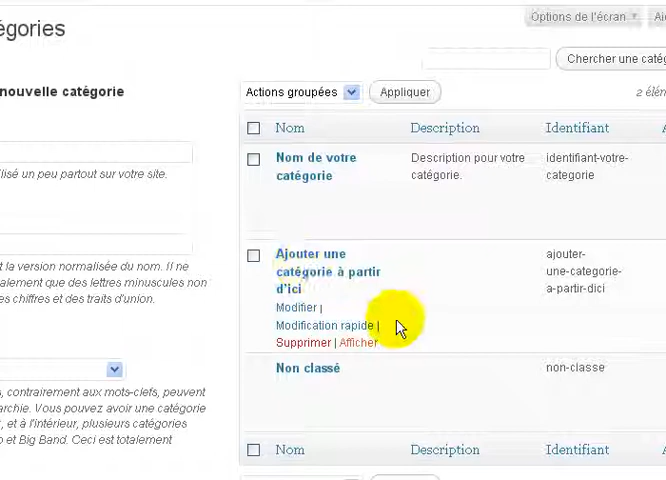 Options de l'écran
Ai
égories
Chercher une caté
nouvelle catégorie
Actions groupées
Appliquer
2 élém
Nom
Description
Identifiant
Nom de votre
catégorie
Description pour votre
catégorie.
identifiant-votre-
categorie
ilisé un peu partout sur votre site.
Ajouter une
catégorie à partir
d'ici
ajouter-
une-categorie-
a-partir-dici
Modifier |
Modification rapide |
Supprimer | Afficher
t la version normalisée du nom. Il ne
alement que des lettres minuscules non
es chiffres et des traits d'union.
Non classé
non-classe
s, contrairement aux mots-clefs, peuvent
archie. Vous pouvez avoir une catégorie
, et à l'intérieur, plusieurs catégories
o et Big Band. Ceci est totalement
Nom
Description
Identifiant